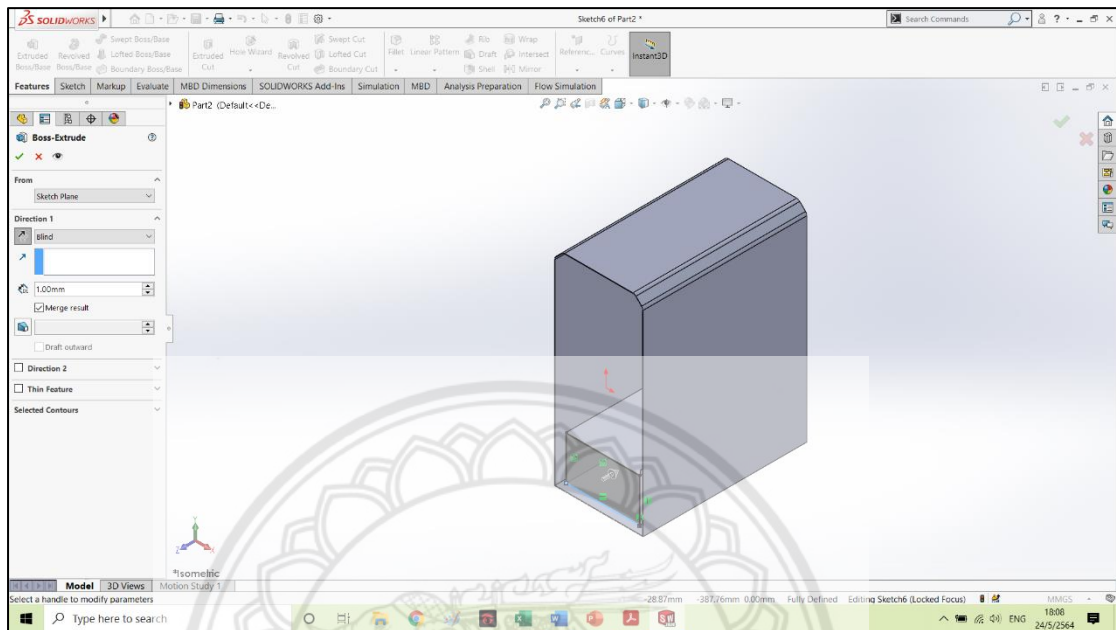 SOLIDWORKS
Sketch6 of Part2 *
Search Commands
Extruded Boss/Base
Revolved Boss/Base
Swept Boss/Base
Lofted Boss/Base
Boundary Boss/Base
Extruded Cut
Hole Wizard
Revolved Cut
Swept Cut
Lofted Cut
Boundary Cut
Fillet
Linear Pattern
Rib
Draft
Shell
Wrap
Intersect
Mirror
Referenc...
Curves
Instant3D
Features Sketch Markup Evaluate MBD Dimensions SOLIDWORKS Add-Ins Simulation MBD Analysis Preparation Flow Simulation
Part2 (Default<<De...
Boss-Extrude
From
Sketch Plane
Direction 1
Blind
1.00mm
Merge result
Draft outward
Direction 2
Thin Feature
Selected Contours
Y
Z
X
*Isometric
Model 3D Views Motion Study 1
Select a handle to modify parameters
-28.87mm -387.76mm 0.00mm Fully Defined Editing Sketch6 (Locked Focus) MMGS
Type here to search
ENG
18:08
24/5/2564